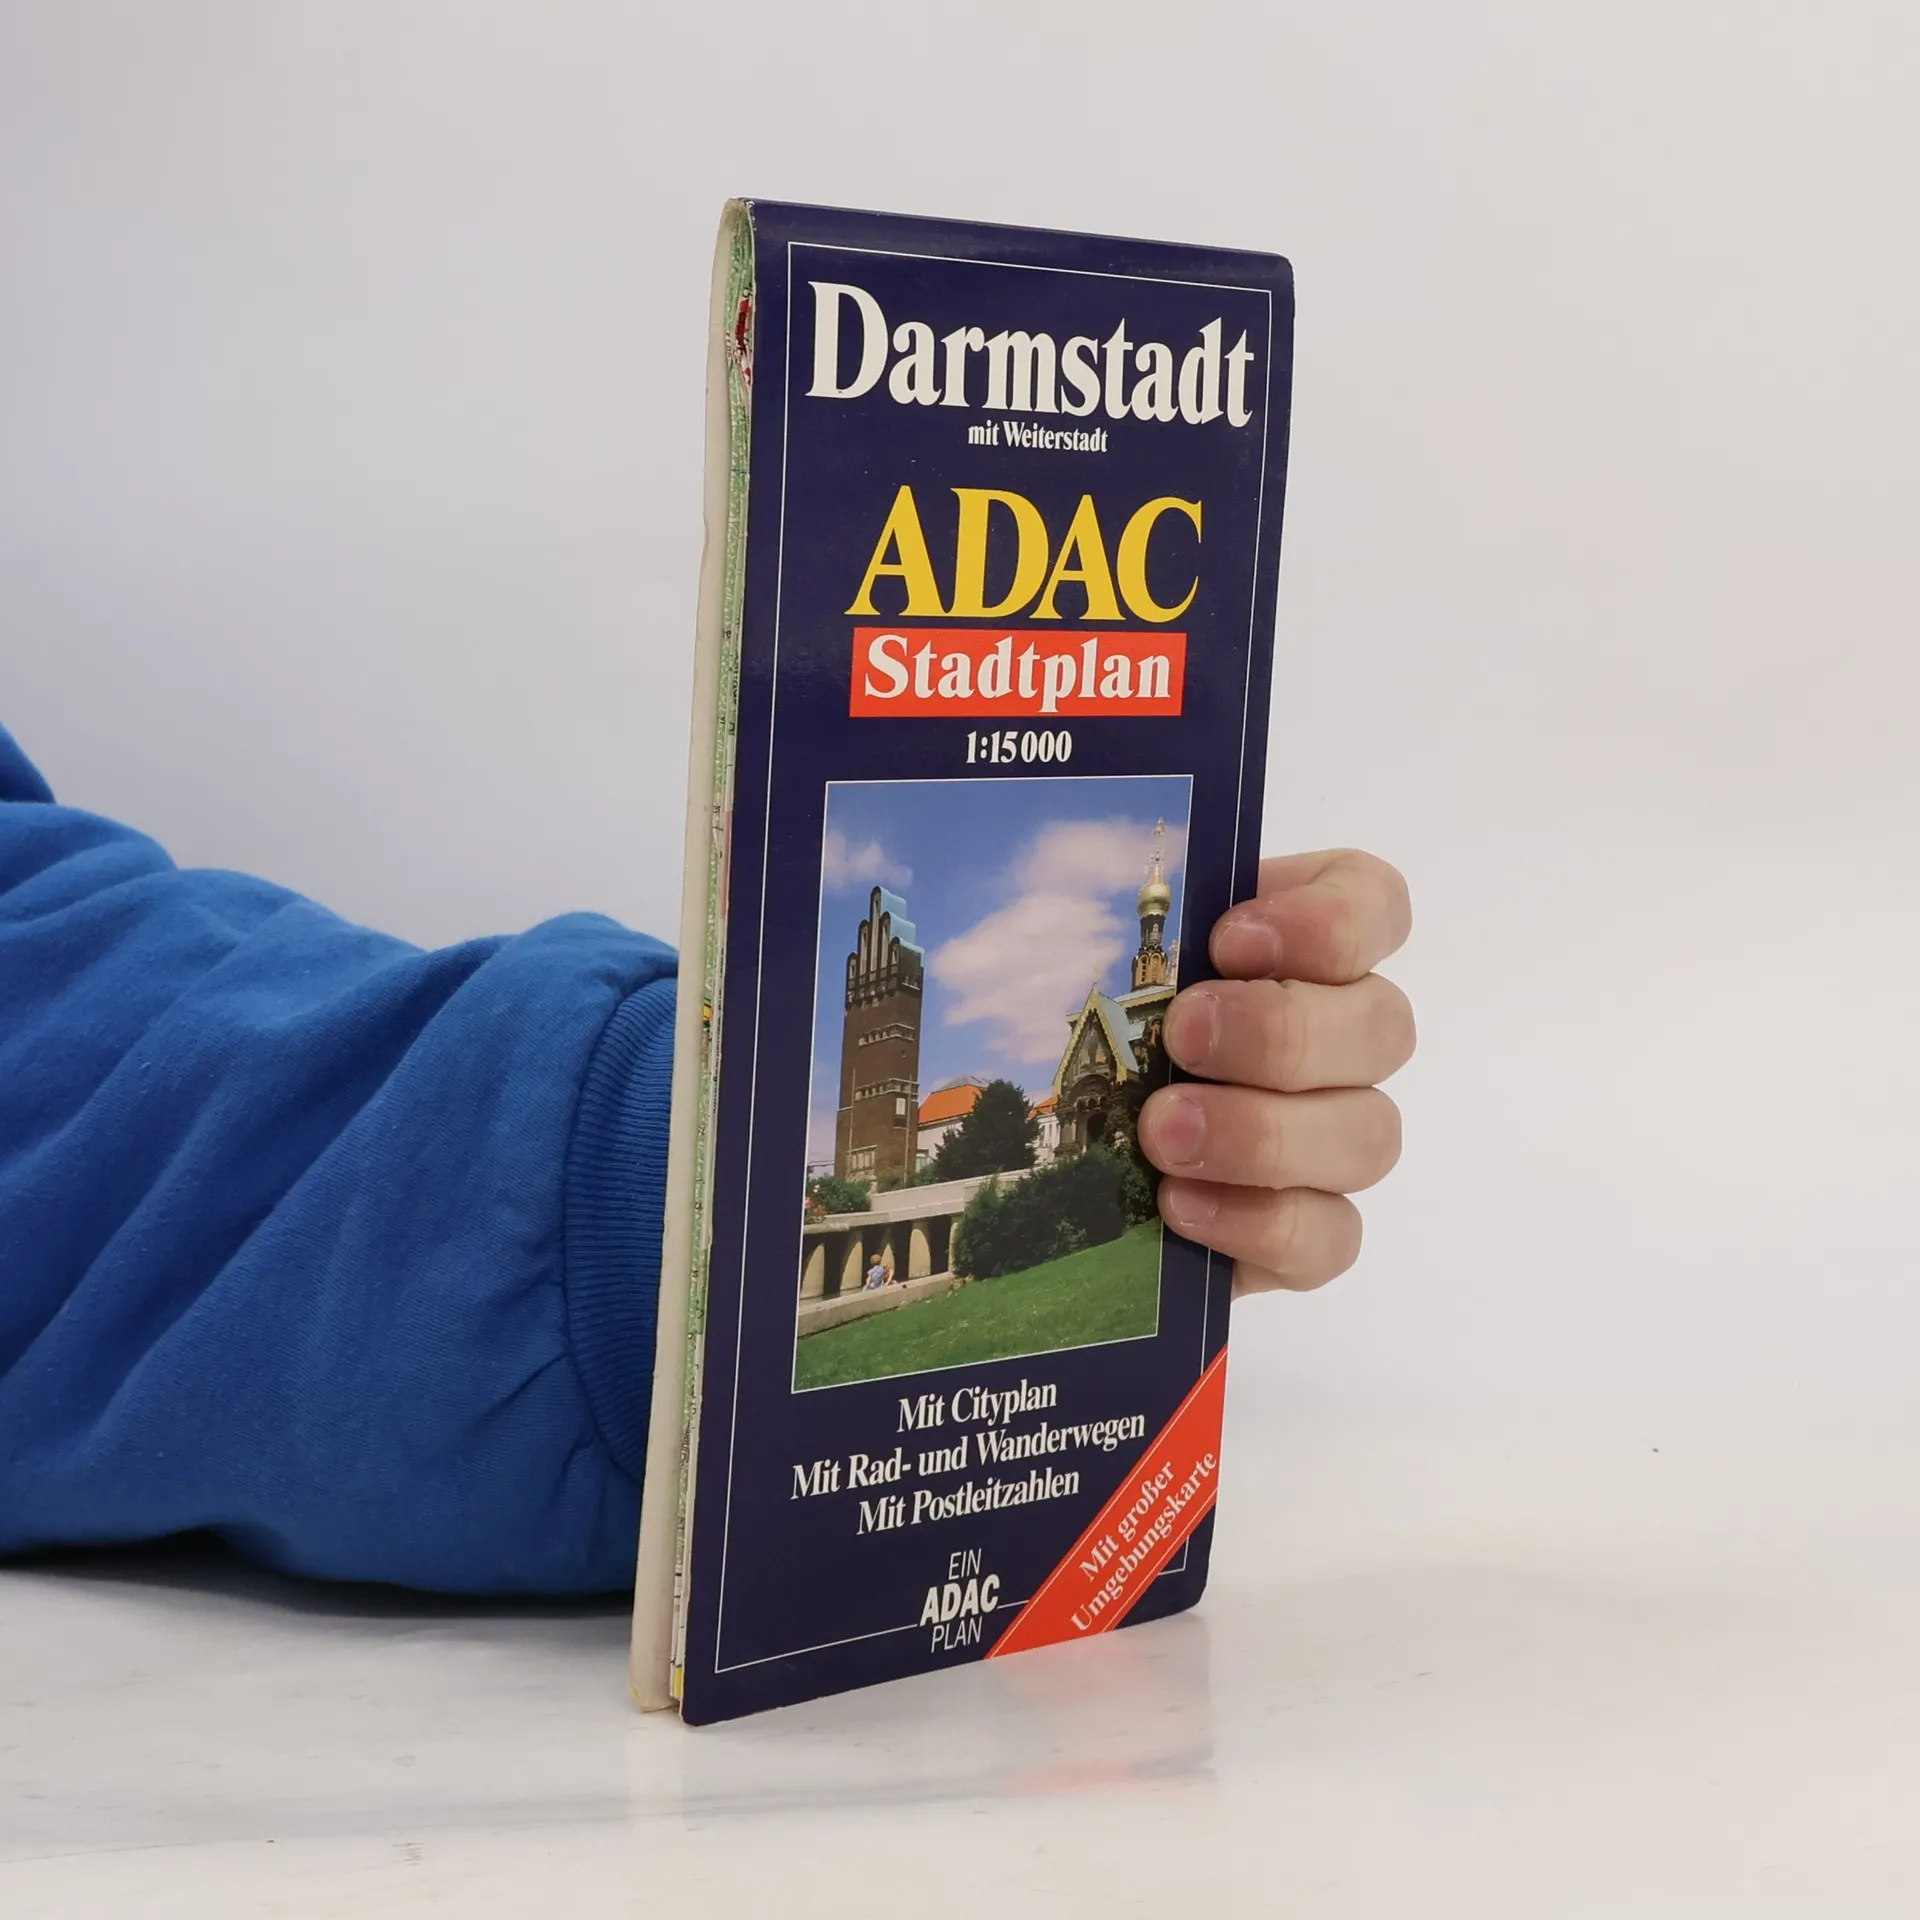 Darmstadt
mit Weiterstadt
ADAC
Stadtplan
1:15 000
Mit Cityplan
Mit Rad- und Wanderwegen
Mit Postleitzahlen
EIN
ADAC
PLAN
Mit großer
Umgebungskarte